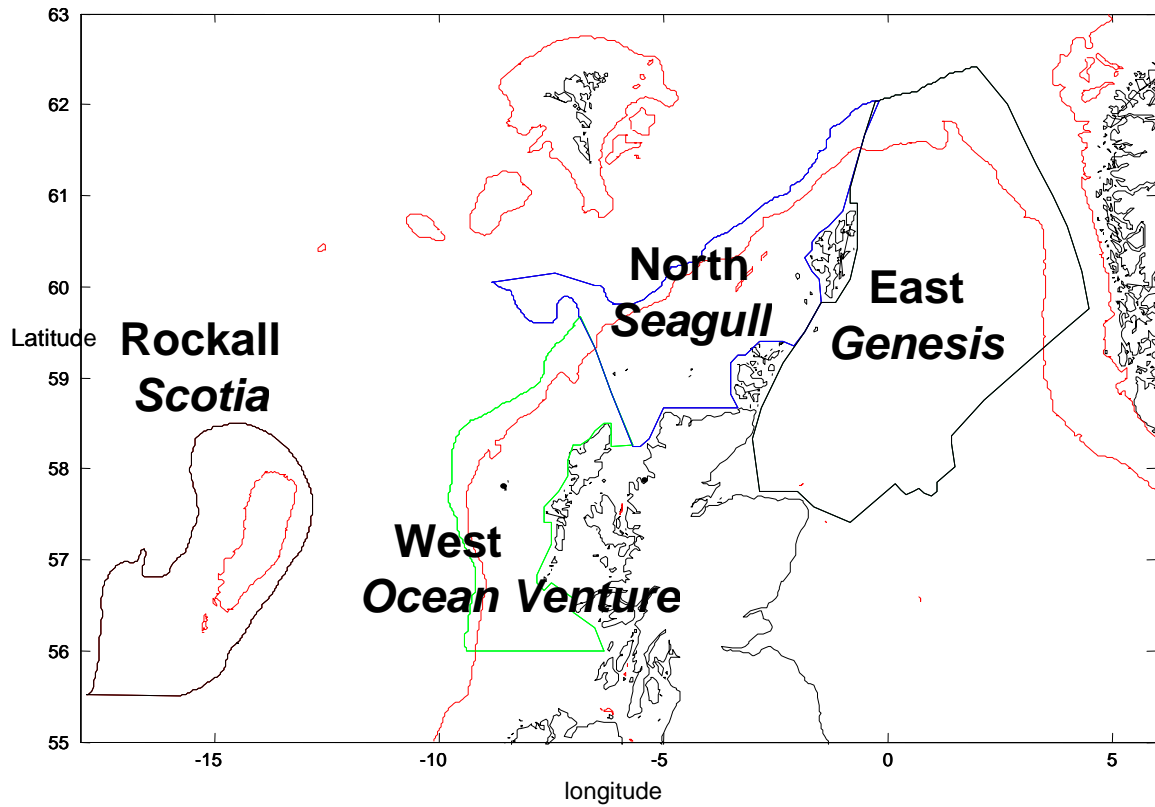 63
62
61
60
Latitude
59
58
57
56
55
North
Seagull
East
Genesis
Rockall
Scotia
West
Ocean Venture
-15
-10
-5
0
5
longitude